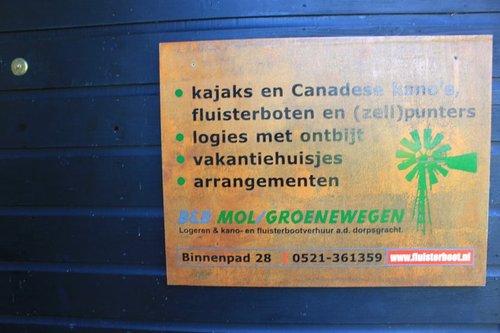 • kajaks en Canadese kano's,
fluisterboten en (zeil)punters
• logies met ontbijt
• vakantiehuisjes
• arrangementen
B&B MOL/GROENEWEGEN
Logeren & kano- en fluisterbootverhuur a.d. dorpsgracht.
Binnenpad 28 0521-361359 www.fluisterboot.nl